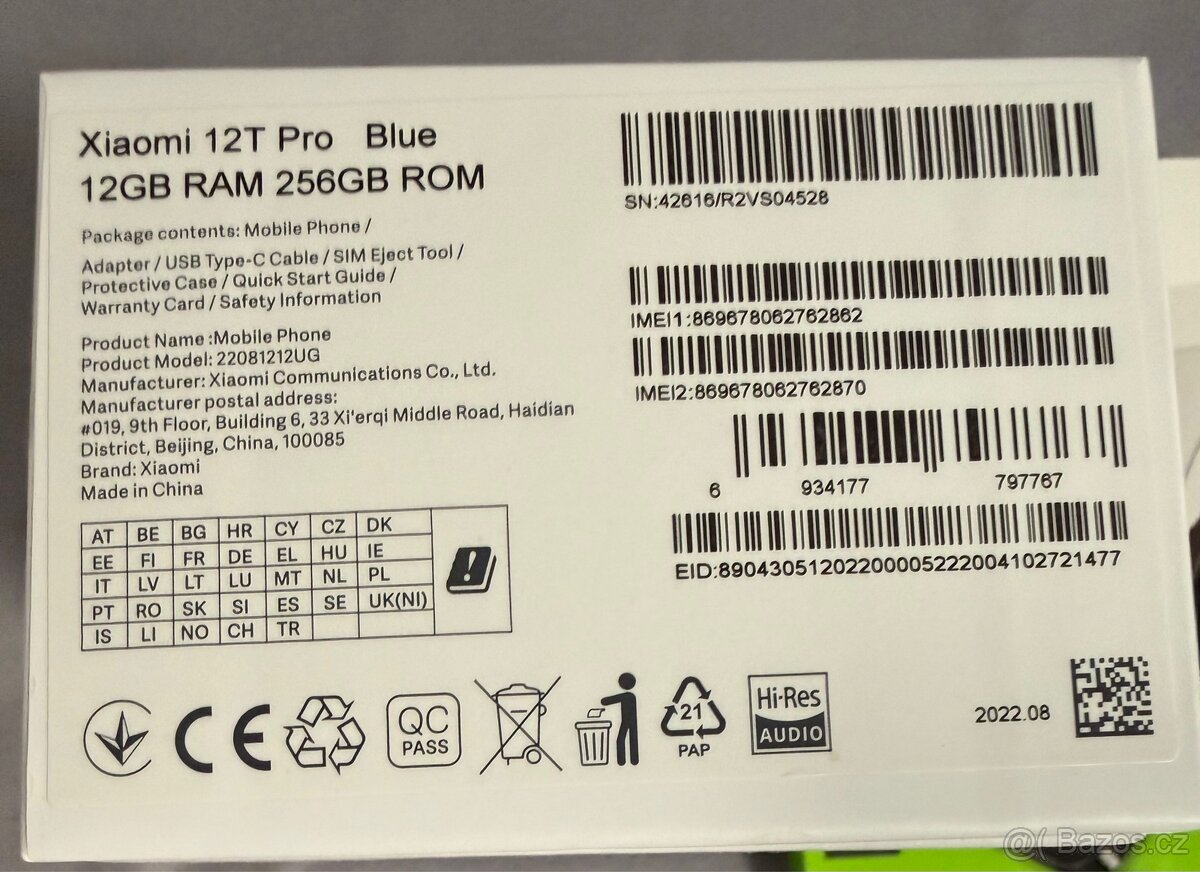 Xiaomi 12T Pro Blue
12GB RAM 256GB ROM
Package contents: Mobile Phone /
Adapter / USB Type-C Cable / SIM Eject Tool /
Protective Case / Quick Start Guide /
Warranty Card / Safety Information
Product Name :Mobile Phone
Product Model: 22081212UG
Manufacturer: Xiaomi Communications Co., Ltd.
Manufacturer postal address:
#019, 9th Floor, Building 6, 33 Xi'erqi Middle Road, Haidian
District, Beijing, China, 100085
Brand: Xiaomi
Made in China
AT BE BG HR CY CZ DK
EE FI FR DE EL HU IE
IT LV LT LU MT NL PL
PT RO SK SI ES SE UK(NI)
IS LI NO CH TR
SN:42616/R2VS04528
IMEI1:869678062762862
IMEI2:869678062762870
6 934177 797767
EID:89043051202200005222004102721477
CE
QC
PASS
21
PAP
Hi-Res
AUDIO
2022.08
@( Bazos.cz